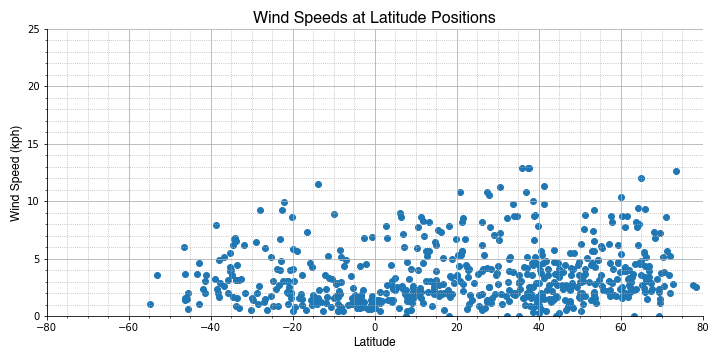 Wind Speeds at Latitude Positions
25
20
15
10
5
0
Wind Speed (kph)
−80 −60 −40 −20 0 20 40 60 80
Latitude